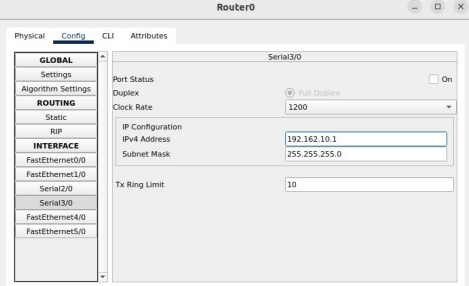 Router0
Physical Config CLI Attributes
GLOBAL
Settings
Algorithm Settings
ROUTING
Static
RIP
INTERFACE
FastEthernet0/0
FastEthernet1/0
Serial2/0
Serial3/0
FastEthernet4/0
FastEthernet5/0
Serial3/0
Port Status On
Duplex Full Duplex
Clock Rate 1200
IP Configuration
IPv4 Address 192.162.10.1
Subnet Mask 255.255.255.0
Tx Ring Limit 10